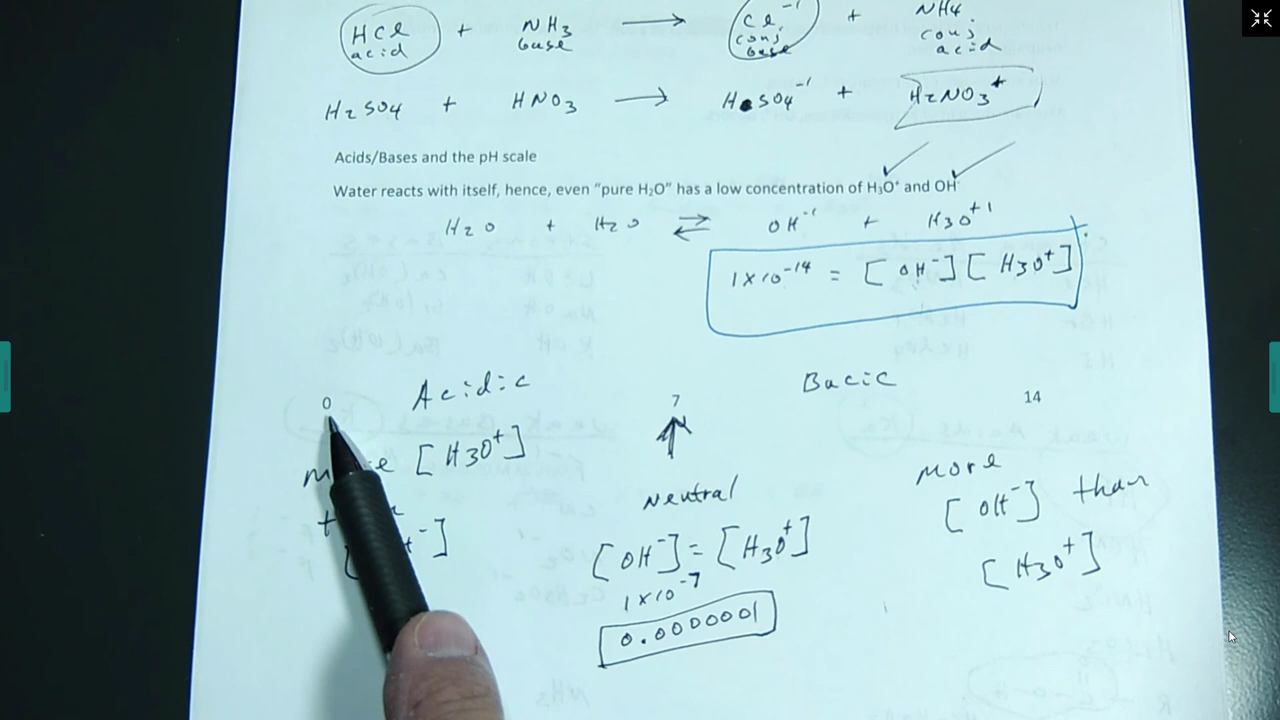 HCl + NH3 → Cl-1 + NH4
acid base conj base conj acid
H2SO4 + HNO3 → HSO4-1 + H2NO3+
Acids/Bases and the pH scale
Water reacts with itself, hence, even “pure H2O” has a low concentration of H3O+ and OH-
H2O + H2O ⇄ OH-1 + H3O+1
1x10-14 = [OH-][H3O+]
0 Acidic 7 Bacic 14
[H3O+]
Neutral
[OH-] = [H3O+]
1x10-7
0.0000001
more
[OH-] than
[H3O+]